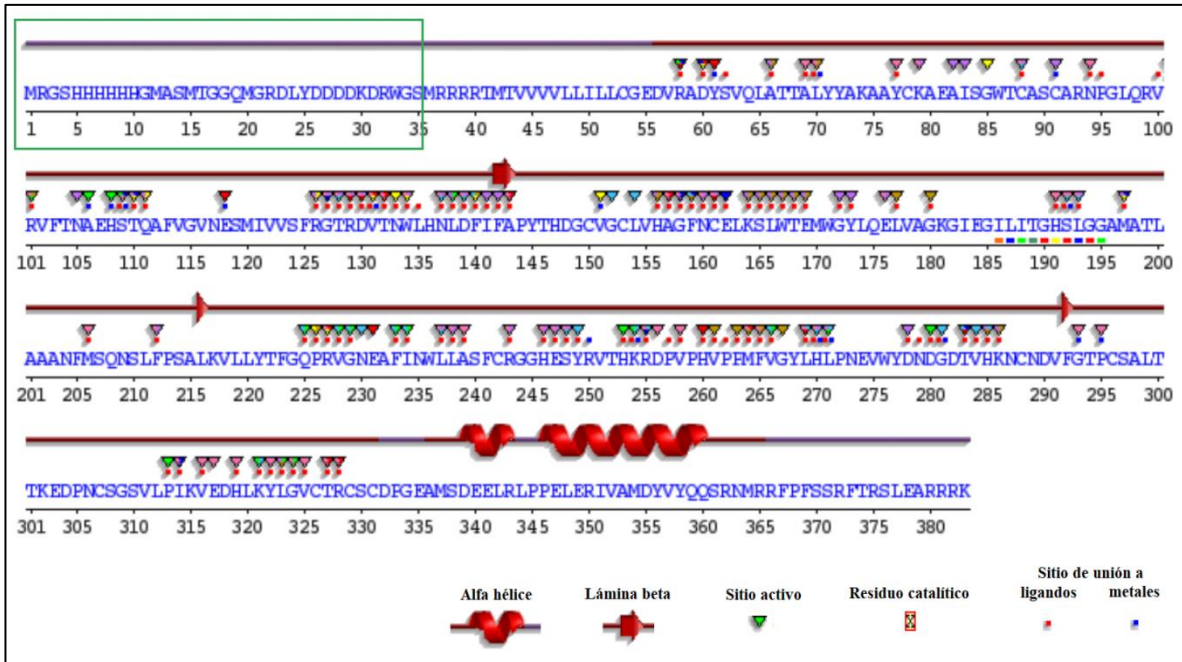 MRGSHHHHHHGMASMTGGQMGRDLYDDDDKDRWGSMRRRRTMTVVVVLLILLCGEDVRADYSVQLATTALYYAKAAYCKAEAISGWTCASCARNPGLQRV
1 5 10 15 20 25 30 35 40 45 50 55 60 65 70 75 80 85 90 95 100
RVFTNAEHSTQAFVGVNESMIVVSFRGTRDVTNWLHNLDFIFAPYTHDGCVGCLVHAGFNCELKSLWTEMWGYLQELVAGKGIEGILITGHSLGGAMATL
101 105 110 115 120 125 130 135 140 145 150 155 160 165 170 175 180 185 190 195 200
AAANFMSQNSLFPSALKVLLYTFGQPRVGNEAFINWLLASFCRGGHESYRVTHKRDPVPHVPPMFVGYLHLPNEVWYDNDGDTVHKNCNDVFGTPCSALT
201 205 210 215 220 225 230 235 240 245 250 255 260 265 270 275 280 285 290 295 300
TKEDPNCSGSVLPIKVEDHLKYLGVCTRCSCDPGEAMSDEELRLPPELERIVAMDYVYQQSRNMRRFPFSSRFTRSLEARRRK
301 305 310 315 320 325 330 335 340 345 350 355 360 365 370 375 380
Alfa hélice Lámina beta Sitio activo Residuo catalítico Sitio de unión a
ligandos metales